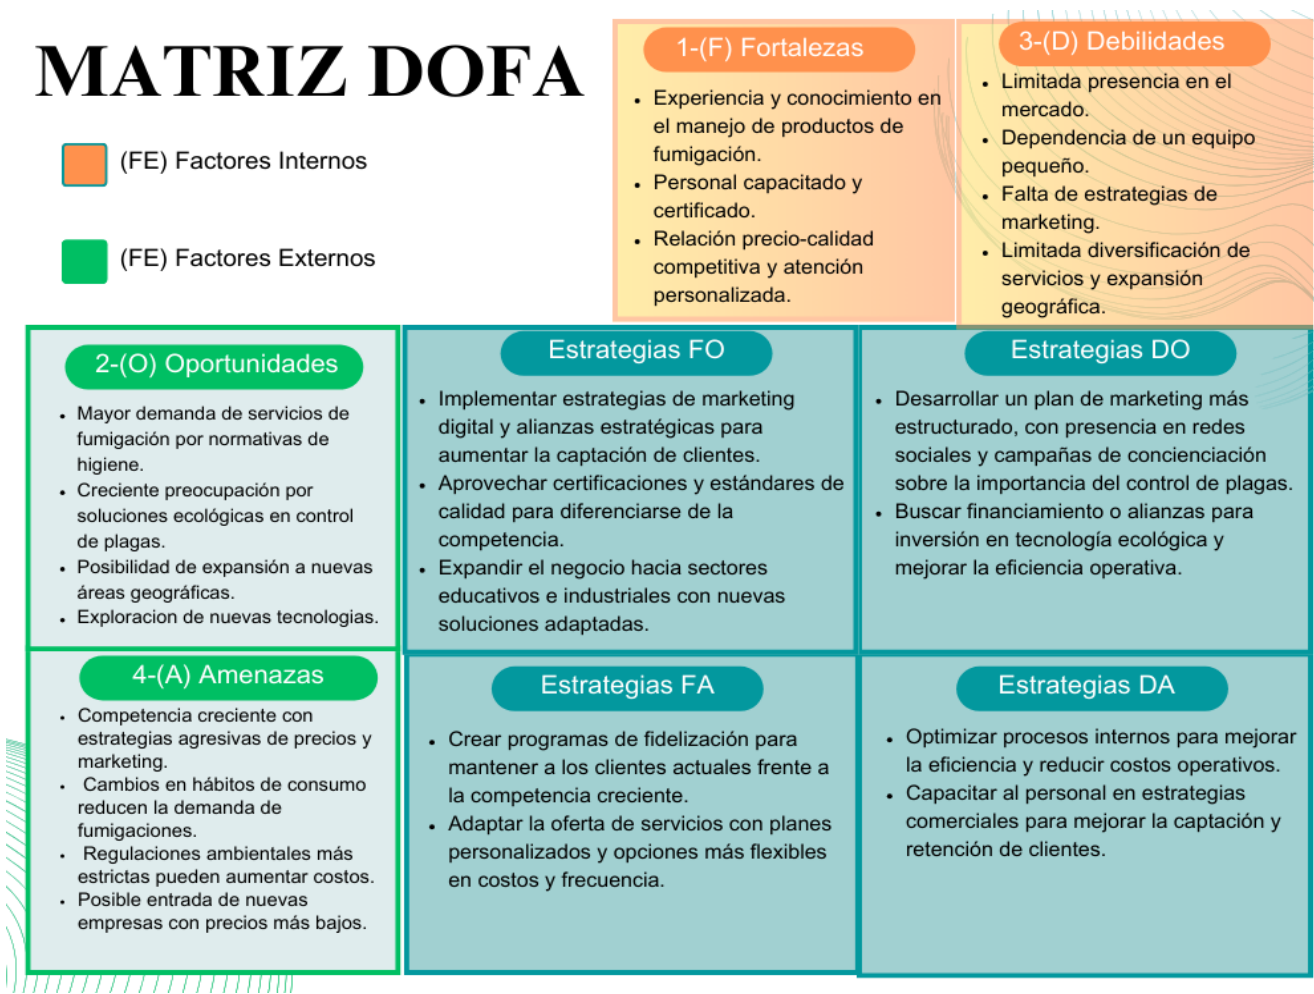 MATRIZ DOFA
(FE) Factores Internos
(FE) Factores Externos
1-(F) Fortalezas
• Experiencia y conocimiento en
el manejo de productos de
fumigación.
• Personal capacitado y
certificado.
• Relación precio-calidad
competitiva y atención
personalizada.
3-(D) Debilidades
• Limitada presencia en el
mercado.
• Dependencia de un equipo
pequeño.
• Falta de estrategias de
marketing.
• Limitada diversificación de
servicios y expansión
geográfica.
2-(O) Oportunidades
• Mayor demanda de servicios de
fumigación por normativas de
higiene.
• Creciente preocupación por
soluciones ecológicas en control
de plagas.
• Posibilidad de expansión a nuevas
áreas geográficas.
• Exploracion de nuevas tecnologias.
Estrategias FO
• Implementar estrategias de marketing
digital y alianzas estratégicas para
aumentar la captación de clientes.
• Aprovechar certificaciones y estándares de
calidad para diferenciarse de la
competencia.
• Expandir el negocio hacia sectores
educativos e industriales con nuevas
soluciones adaptadas.
Estrategias DO
• Desarrollar un plan de marketing más
estructurado, con presencia en redes
sociales y campañas de concienciación
sobre la importancia del control de plagas.
• Buscar financiamiento o alianzas para
inversión en tecnología ecológica y
mejorar la eficiencia operativa.
4-(A) Amenazas
• Competencia creciente con
estrategias agresivas de precios y
marketing.
• Cambios en hábitos de consumo
reducen la demanda de
fumigaciones.
• Regulaciones ambientales más
estrictas pueden aumentar costos.
• Posible entrada de nuevas
empresas con precios más bajos.
Estrategias FA
• Crear programas de fidelización para
mantener a los clientes actuales frente a
la competencia creciente.
• Adaptar la oferta de servicios con planes
personalizados y opciones más flexibles
en costos y frecuencia.
Estrategias DA
• Optimizar procesos internos para mejorar
la eficiencia y reducir costos operativos.
• Capacitar al personal en estrategias
comerciales para mejorar la captación y
retención de clientes.